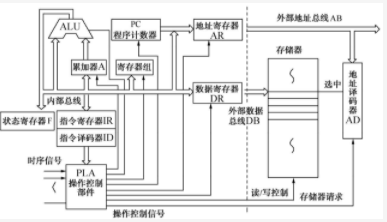 ALU
PC
程序计数器
地址寄存器
AR
外部地址总线AB
存储器
累加器A
寄存器组
数据寄存器
DR
选中
地址译码器
AD
内部总线
外部数据
总线DB
状态寄存器F
指令寄存器IR
指令译码器ID
时序信号
PLA
操作控制
部件
读/写控制
存储器请求
操作控制信号